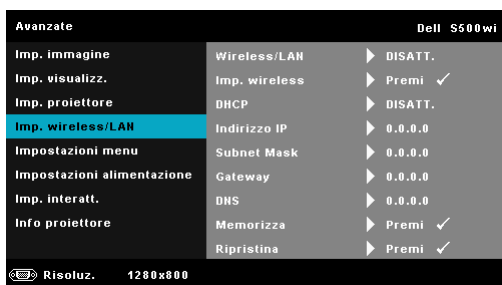 Avanzate Dell S500wi
Imp. immagine
Imp. visualizz.
Imp. proiettore
Imp. wireless/LAN
Impostazioni menu
Impostazioni alimentazione
Imp. interatt.
Info proiettore
Wireless/LAN DISATT.
Imp. wireless Premi ✓
DHCP DISATT.
Indirizzo IP 0.0.0.0
Subnet Mask 0.0.0.0
Gateway 0.0.0.0
DNS 0.0.0.0
Memorizza Premi ✓
Ripristina Premi ✓
Risoluz. 1280x800